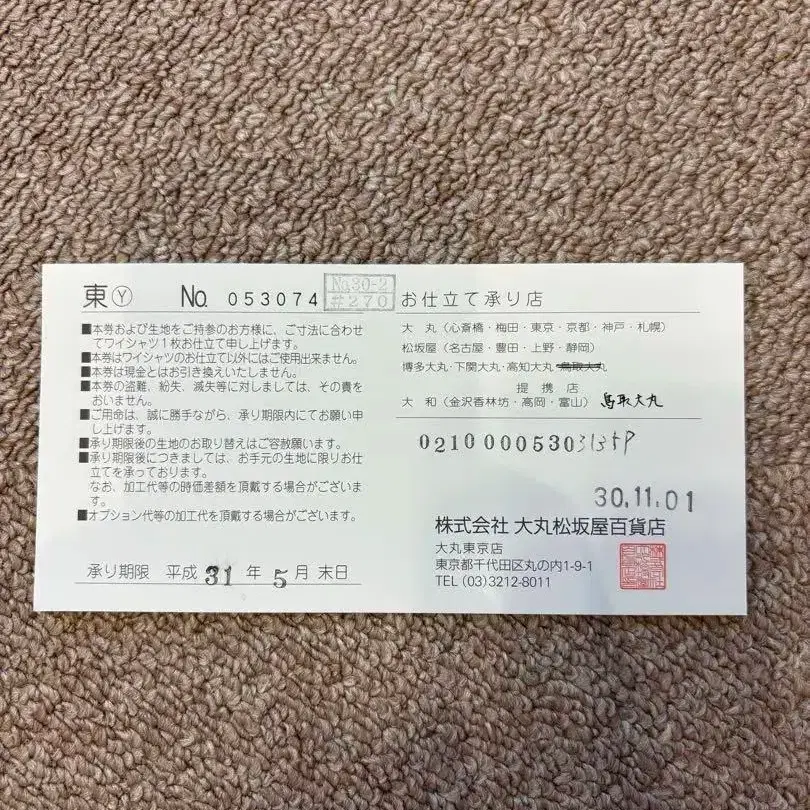 東Ⓨ No. 053074 No.30-2
#270
■本券および生地をご持参のお方様に、ご寸法に合わせ
てワイシャツ1枚お仕立て申し上げます。
■本券はワイシャツのお仕立て以外にはご使用出来ません。
■本券は現金とはお引き換えいたしません。
■本券の盗難、紛失、滅失等に対しましては、その責を
おいません。
■ご用命は、誠に勝手ながら、承り期限内にてお願い申
し上げます。
■承り期限後の生地のお取り替えはご容赦願います。
■承り期限後につきましては、お手元の生地に限りお仕
立てを承っております。
なお、加工代等の時価差額を頂戴する場合がございま
す。
■オプション代等の加工代を頂戴する場合がございます。
承り期限 平成 31 年 5 月 末日
お仕立て承り店
大 丸（心斎橋・梅田・東京・京都・神戸・札幌）
松坂屋（名古屋・豊田・上野・静岡）
博多大丸・下関大丸・高知大丸・鳥取大丸
提携店
大 和（金沢香林坊・高岡・富山） 鳥取大丸
0210 000530
30.11.01
株式会社 大丸松坂屋百貨店
大丸東京店
東京都千代田区丸の内1-9-1
TEL (03)3212-8011